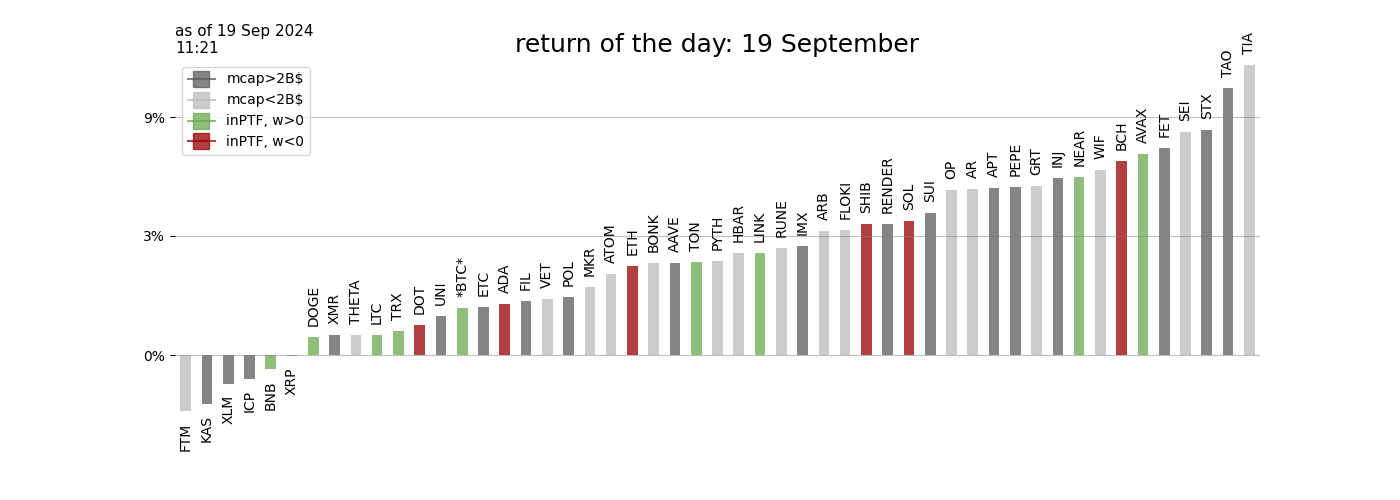 as of 19 Sep 2024
11:21
return of the day: 19 September
mcap>2B$
mcap<2B$
inPTF, w>0
inPTF, w<0
9%
3%
0%
FTM
KAS
XLM
ICP
BNB
XRP
DOGE
XMR
THETA
LTC
TRX
DOT
UNI
*BTC*
ETC
ADA
FIL
VET
POL
MKR
ATOM
ETH
BONK
AAVE
TON
PYTH
HBAR
LINK
RUNE
IMX
ARB
FLOKI
SHIB
RENDER
SOL
SUI
OP
AR
APT
PEPE
GRT
INJ
NEAR
WIF
BCH
AVAX
FET
SEI
STX
TAO
TIA